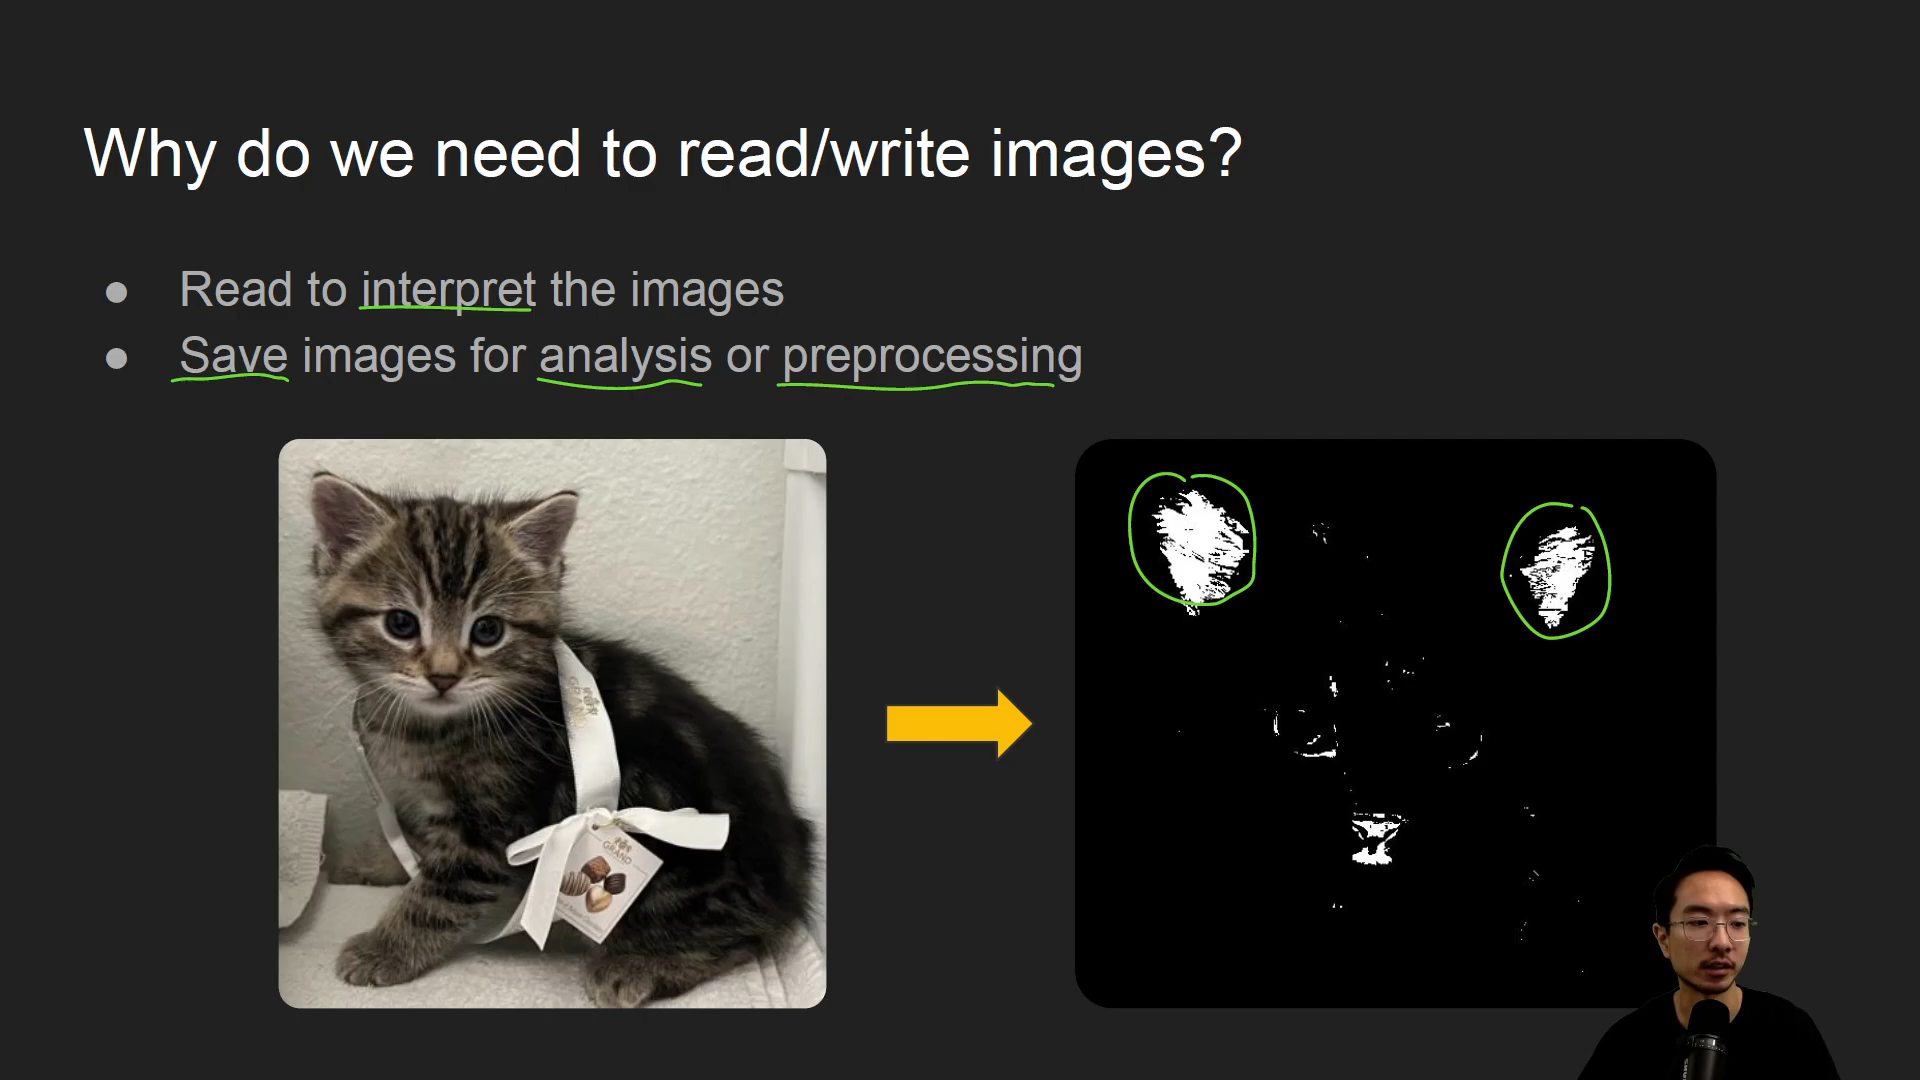 Why do we need to read/write images?
● Read to interpret the images
● Save images for analysis or preprocessing
GRAND